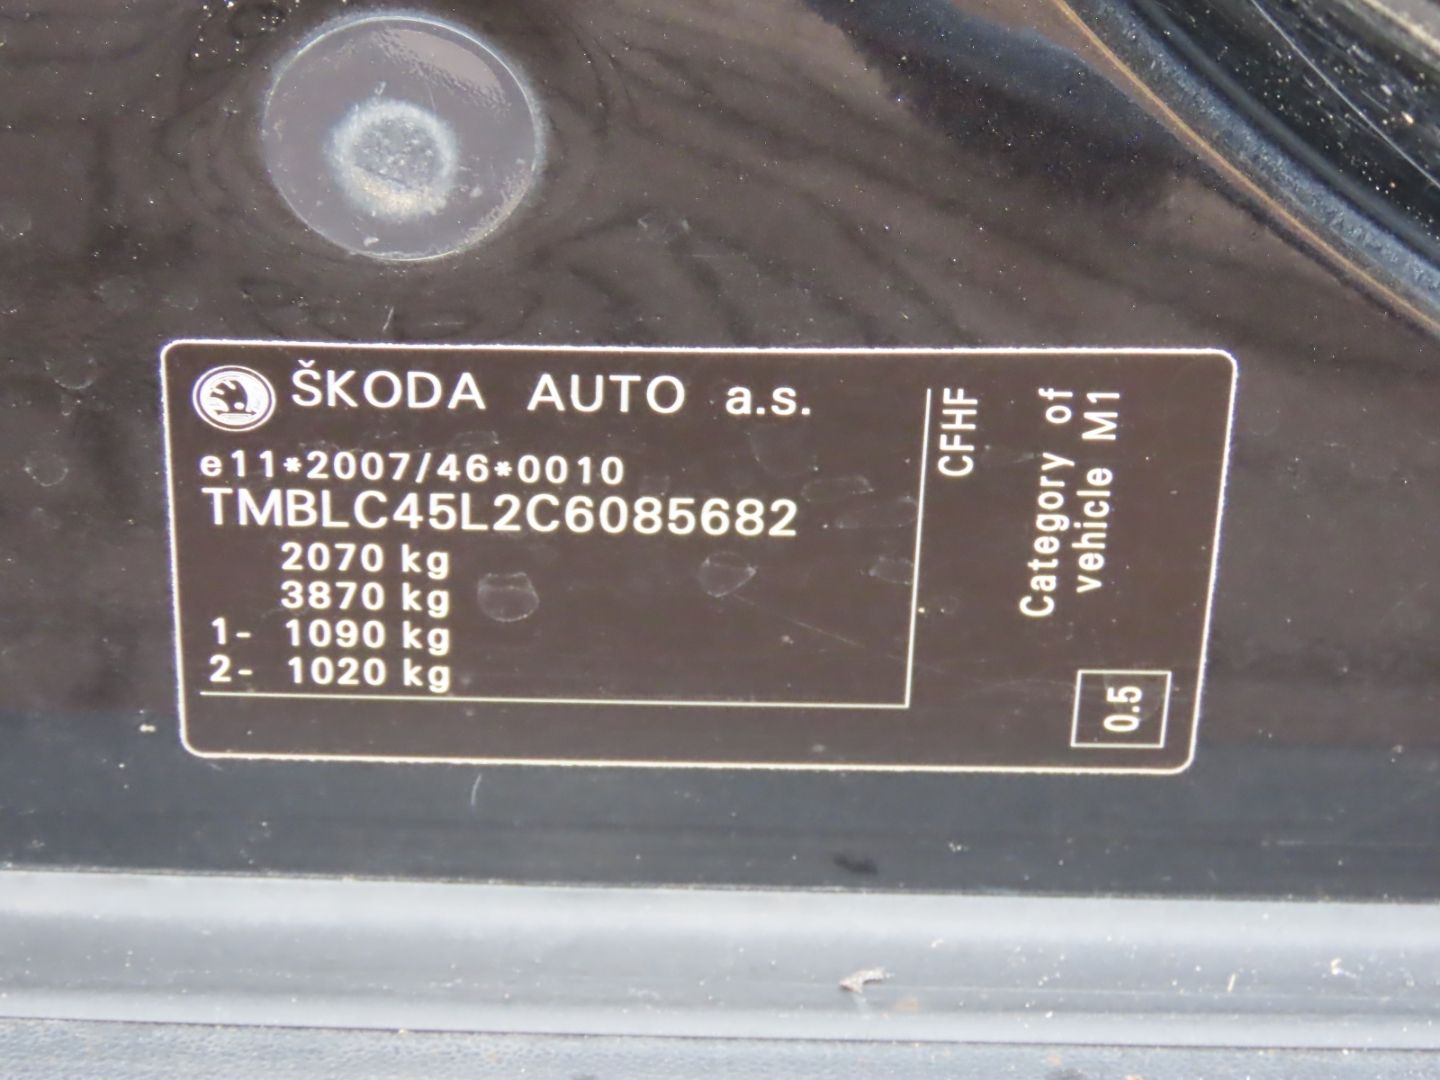 ŠKODA AUTO a.s.
e11*2007/46*0010
TMBLC45L2C6085682
2070 kg
3870 kg
1- 1090 kg
2- 1020 kg
CFHF
Category of
vehicle M1
0.5